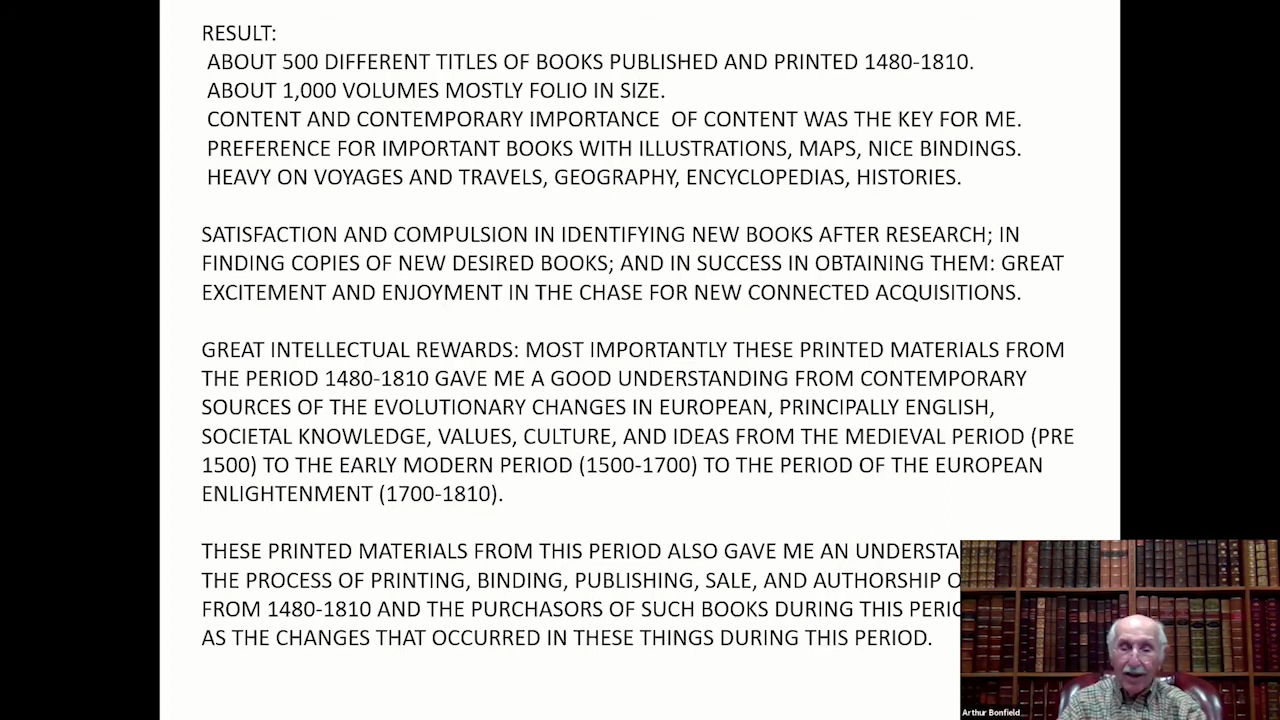 RESULT:
ABOUT 500 DIFFERENT TITLES OF BOOKS PUBLISHED AND PRINTED 1480-1810.
ABOUT 1,000 VOLUMES MOSTLY FOLIO IN SIZE.
CONTENT AND CONTEMPORARY IMPORTANCE  OF CONTENT WAS THE KEY FOR ME.
PREFERENCE FOR IMPORTANT BOOKS WITH ILLUSTRATIONS, MAPS, NICE BINDINGS.
HEAVY ON VOYAGES AND TRAVELS, GEOGRAPHY, ENCYCLOPEDIAS, HISTORIES.
SATISFACTION AND COMPULSION IN IDENTIFYING NEW BOOKS AFTER RESEARCH; IN
FINDING COPIES OF NEW DESIRED BOOKS; AND IN SUCCESS IN OBTAINING THEM: GREAT
EXCITEMENT AND ENJOYMENT IN THE CHASE FOR NEW CONNECTED ACQUISITIONS.
GREAT INTELLECTUAL REWARDS: MOST IMPORTANTLY THESE PRINTED MATERIALS FROM
THE PERIOD 1480-1810 GAVE ME A GOOD UNDERSTANDING FROM CONTEMPORARY
SOURCES OF THE EVOLUTIONARY CHANGES IN EUROPEAN, PRINCIPALLY ENGLISH,
SOCIETAL KNOWLEDGE, VALUES, CULTURE, AND IDEAS FROM THE MEDIEVAL PERIOD (PRE
1500) TO THE EARLY MODERN PERIOD (1500-1700) TO THE PERIOD OF THE EUROPEAN
ENLIGHTENMENT (1700-1810).
THESE PRINTED MATERIALS FROM THIS PERIOD ALSO GAVE ME AN
THE PROCESS OF PRINTING, BINDING, PUBLISHING, SALE, AND AUTHORSHIP
FROM 1480-1810 AND THE PURCHASORS OF SUCH BOOKS DURING THIS
AS THE CHANGES THAT OCCURRED IN THESE THINGS DURING THIS PERIOD.
Arthur Bonfield